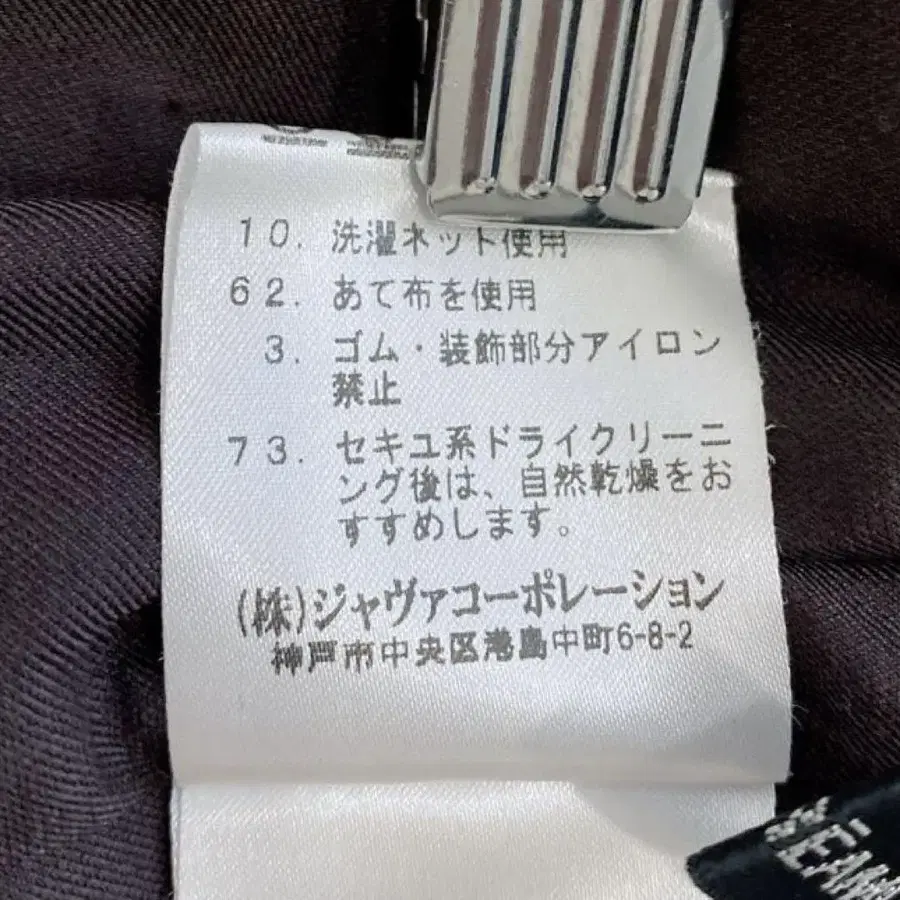 10. 洗濯ネット使用
62. あて布を使用
3. ゴム・装飾部分アイロン
禁止
73. セキユ系ドライクリーニ
ング後は、自然乾燥をお
すすめします。
(株)ジャヴァコーポレーション
神戸市中央区港島中町6-8-2